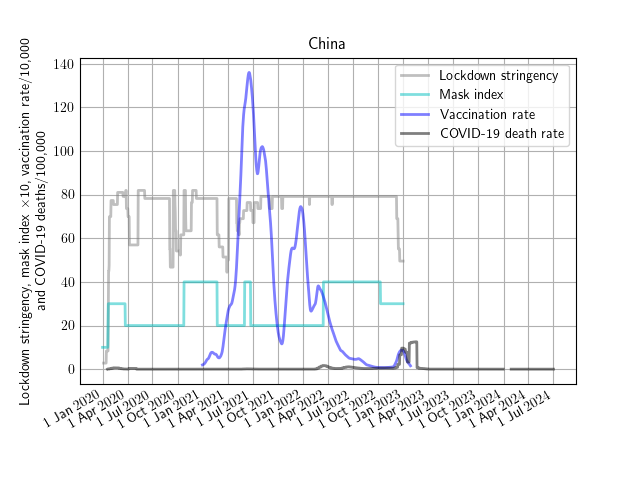 China
Lockdown stringency, mask index ×10, vaccination rate/10,000
and COVID-19 deaths/100,000
140
120
100
80
60
40
20
0
Lockdown stringency
Mask index
Vaccination rate
COVID-19 death rate
1 Jan 2020
1 Apr 2020
1 Jul 2020
1 Oct 2020
1 Jan 2021
1 Apr 2021
1 Jul 2021
1 Oct 2021
1 Jan 2022
1 Apr 2022
1 Jul 2022
1 Oct 2022
1 Jan 2023
1 Apr 2023
1 Jul 2023
1 Oct 2023
1 Jan 2024
1 Apr 2024
1 Jul 2024